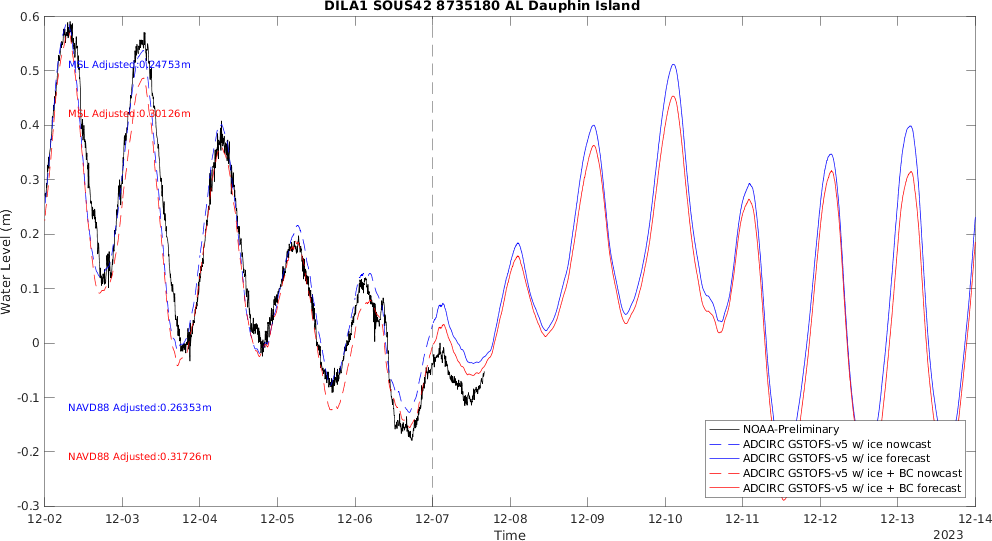 DILA1 SOUS42 8735180 AL Dauphin Island
0.6
0.5
0.4
0.3
0.2
0.1
0
-0.1
-0.2
-0.3
Water Level (m)
MSL Adjusted:0.24753m
MSL Adjusted:0.30126m
NAVD88 Adjusted:0.26353m
NAVD88 Adjusted:0.31726m
NOAA-Preliminary
ADCIRC GSTOFS-v5 w/ ice nowcast
ADCIRC GSTOFS-v5 w/ ice forecast
ADCIRC GSTOFS-v5 w/ ice + BC nowcast
ADCIRC GSTOFS-v5 w/ ice + BC forecast
12-02 12-03 12-04 12-05 12-06 12-07 12-08 12-09 12-10 12-11 12-12 12-13 12-14
Time
2023